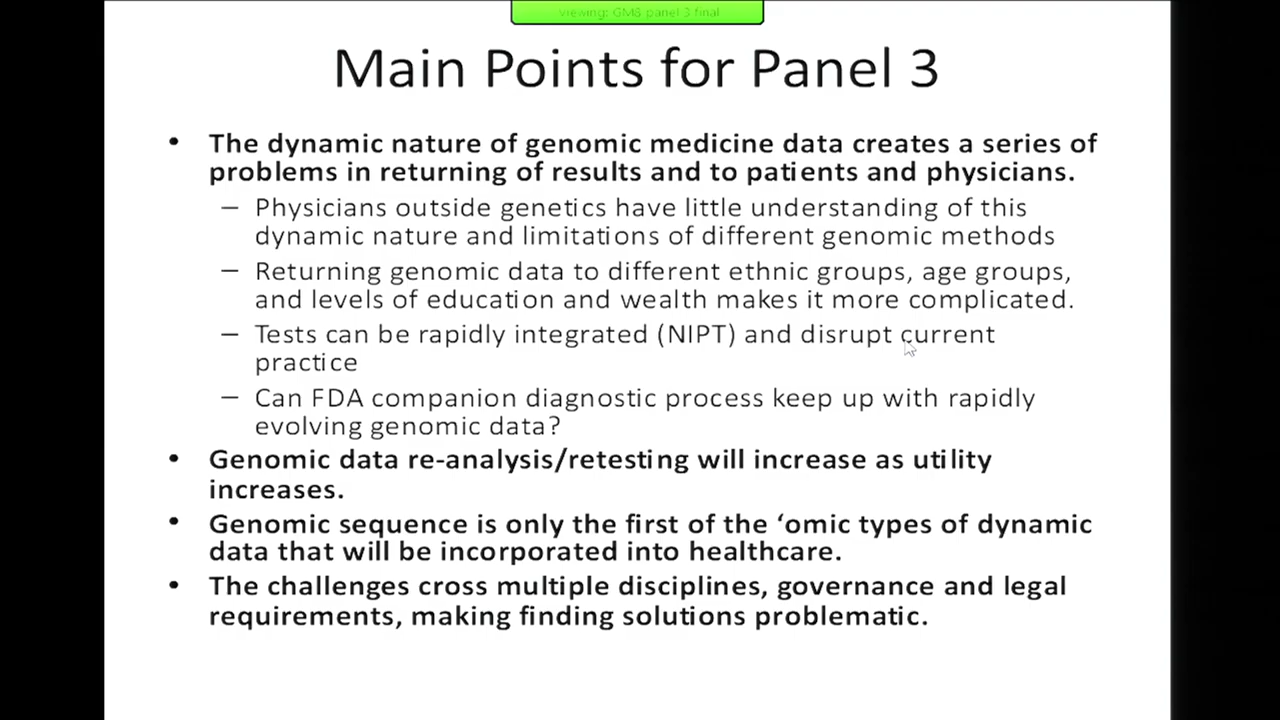 viewing: GM8 panel 3 final
Main Points for Panel 3
• The dynamic nature of genomic medicine data creates a series of
problems in returning of results and to patients and physicians.
– Physicians outside genetics have little understanding of this
dynamic nature and limitations of different genomic methods
– Returning genomic data to different ethnic groups, age groups,
and levels of education and wealth makes it more complicated.
– Tests can be rapidly integrated (NIPT) and disrupt current
practice
– Can FDA companion diagnostic process keep up with rapidly
evolving genomic data?
• Genomic data re-analysis/retesting will increase as utility
increases.
• Genomic sequence is only the first of the ‘omic types of dynamic
data that will be incorporated into healthcare.
• The challenges cross multiple disciplines, governance and legal
requirements, making finding solutions problematic.